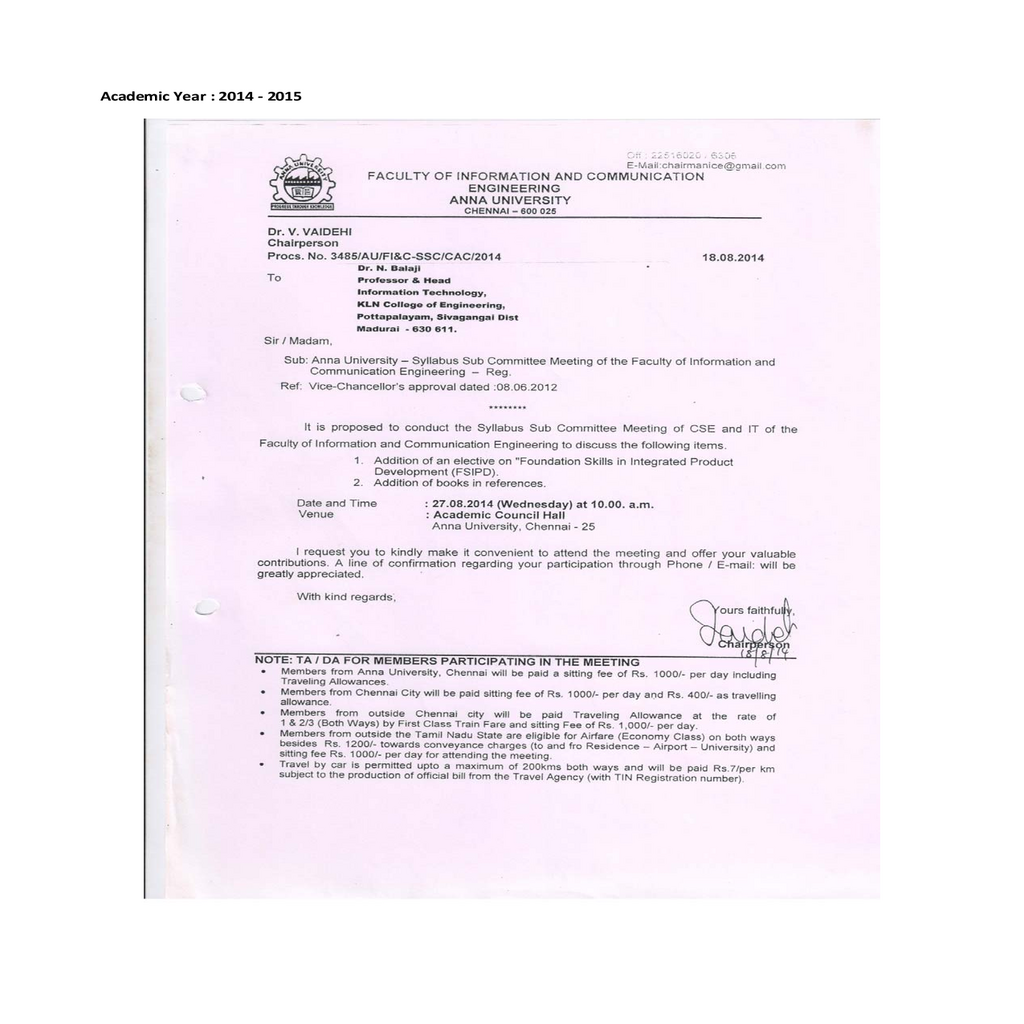 Academic Year : 2014 - 2015
Off : 22516020 / 6305
E-Mail:chairmanice@gmail.com
ANNA UNIVERSITY
PROGRESS THROUGH KNOWLEDGE
FACULTY OF INFORMATION AND COMMUNICATION
ENGINEERING
ANNA UNIVERSITY
CHENNAI – 600 025
Dr. V. VAIDEHI
Chairperson
Procs. No. 3485/AU/FI&C-SSC/CAC/2014 18.08.2014
To
Dr. N. Balaji
Professor & Head
Information Technology,
KLN College of Engineering,
Pottapalayam, Sivagangai Dist
Madurai - 630 611.
Sir / Madam,
Sub: Anna University – Syllabus Sub Committee Meeting of the Faculty of Information and
Communication Engineering – Reg.
Ref: Vice-Chancellor's approval dated :08.06.2012
********
It is proposed to conduct the Syllabus Sub Committee Meeting of CSE and IT of the
Faculty of Information and Communication Engineering to discuss the following items.
1. Addition of an elective on "Foundation Skills in Integrated Product
Development (FSIPD).
2. Addition of books in references.
Date and Time : 27.08.2014 (Wednesday) at 10.00. a.m.
Venue : Academic Council Hall
Anna University, Chennai - 25
I request you to kindly make it convenient to attend the meeting and offer your valuable
contributions. A line of confirmation regarding your participation through Phone / E-mail: will be
greatly appreciated.
With kind regards,
Yours faithfully,
Chairperson
18/8/14
NOTE: TA / DA FOR MEMBERS PARTICIPATING IN THE MEETING
• Members from Anna University, Chennai will be paid a sitting fee of Rs. 1000/- per day including
Traveling Allowances.
• Members from Chennai City will be paid sitting fee of Rs. 1000/- per day and Rs. 400/- as travelling
allowance.
• Members from outside Chennai city will be paid Traveling Allowance at the rate of
1 & 2/3 (Both Ways) by First Class Train Fare and sitting Fee of Rs. 1,000/- per day.
• Members from outside the Tamil Nadu State are eligible for Airfare (Economy Class) on both ways
besides Rs. 1200/- towards conveyance charges (to and fro Residence – Airport – University) and
sitting fee Rs. 1000/- per day for attending the meeting.
• Travel by car is permitted upto a maximum of 200kms both ways and will be paid Rs.7/per km
subject to the production of official bill from the Travel Agency (with TIN Registration number).